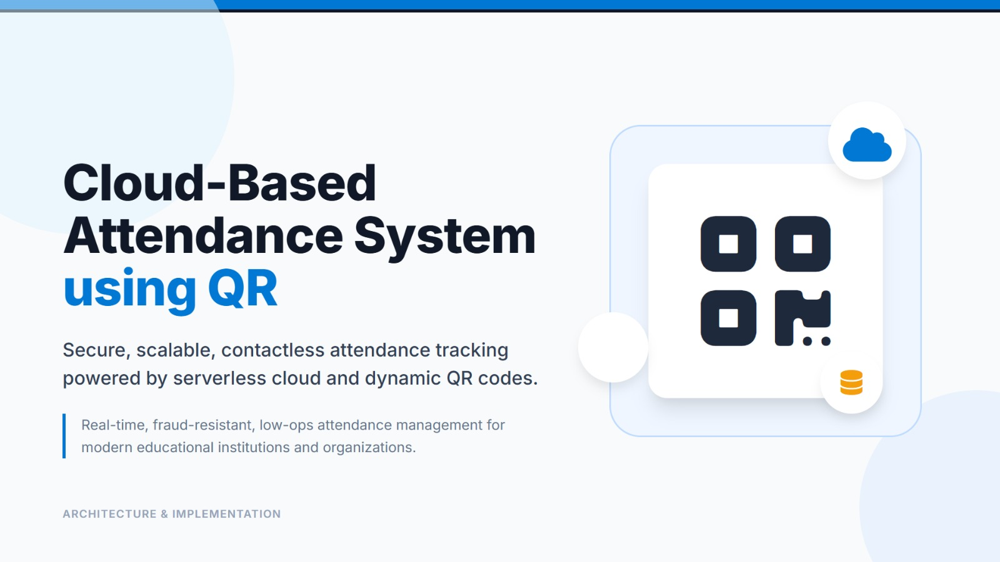 Cloud-Based
Attendance System
using QR
Secure, scalable, contactless attendance tracking
powered by serverless cloud and dynamic QR codes.
Real-time, fraud-resistant, low-ops attendance management for
modern educational institutions and organizations.
ARCHITECTURE & IMPLEMENTATION